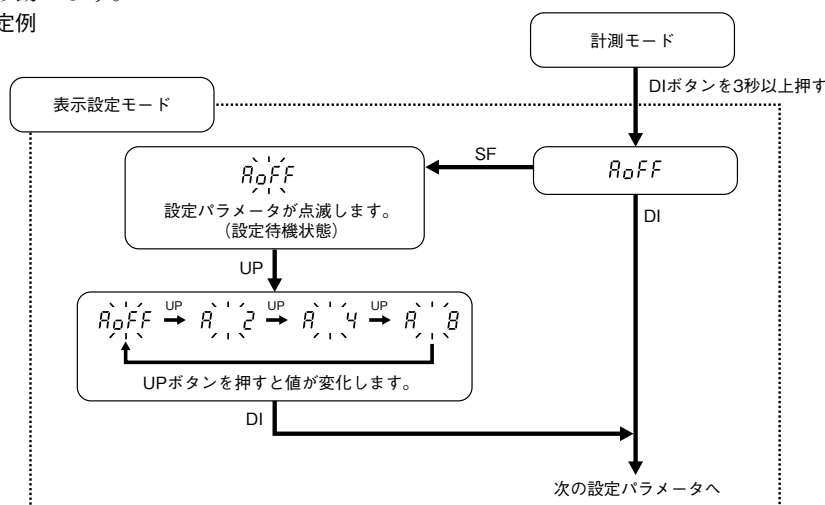 定例
計測モード
DIボタンを3秒以上押す
表示設定モード
SF
AoFF
AoFF
設定パラメータが点滅します。
（設定待機状態）
DI
UP
AoFF UP A 2 UP A 4 UP A 8
UPボタンを押すと値が変化します。
DI
次の設定パラメータへ